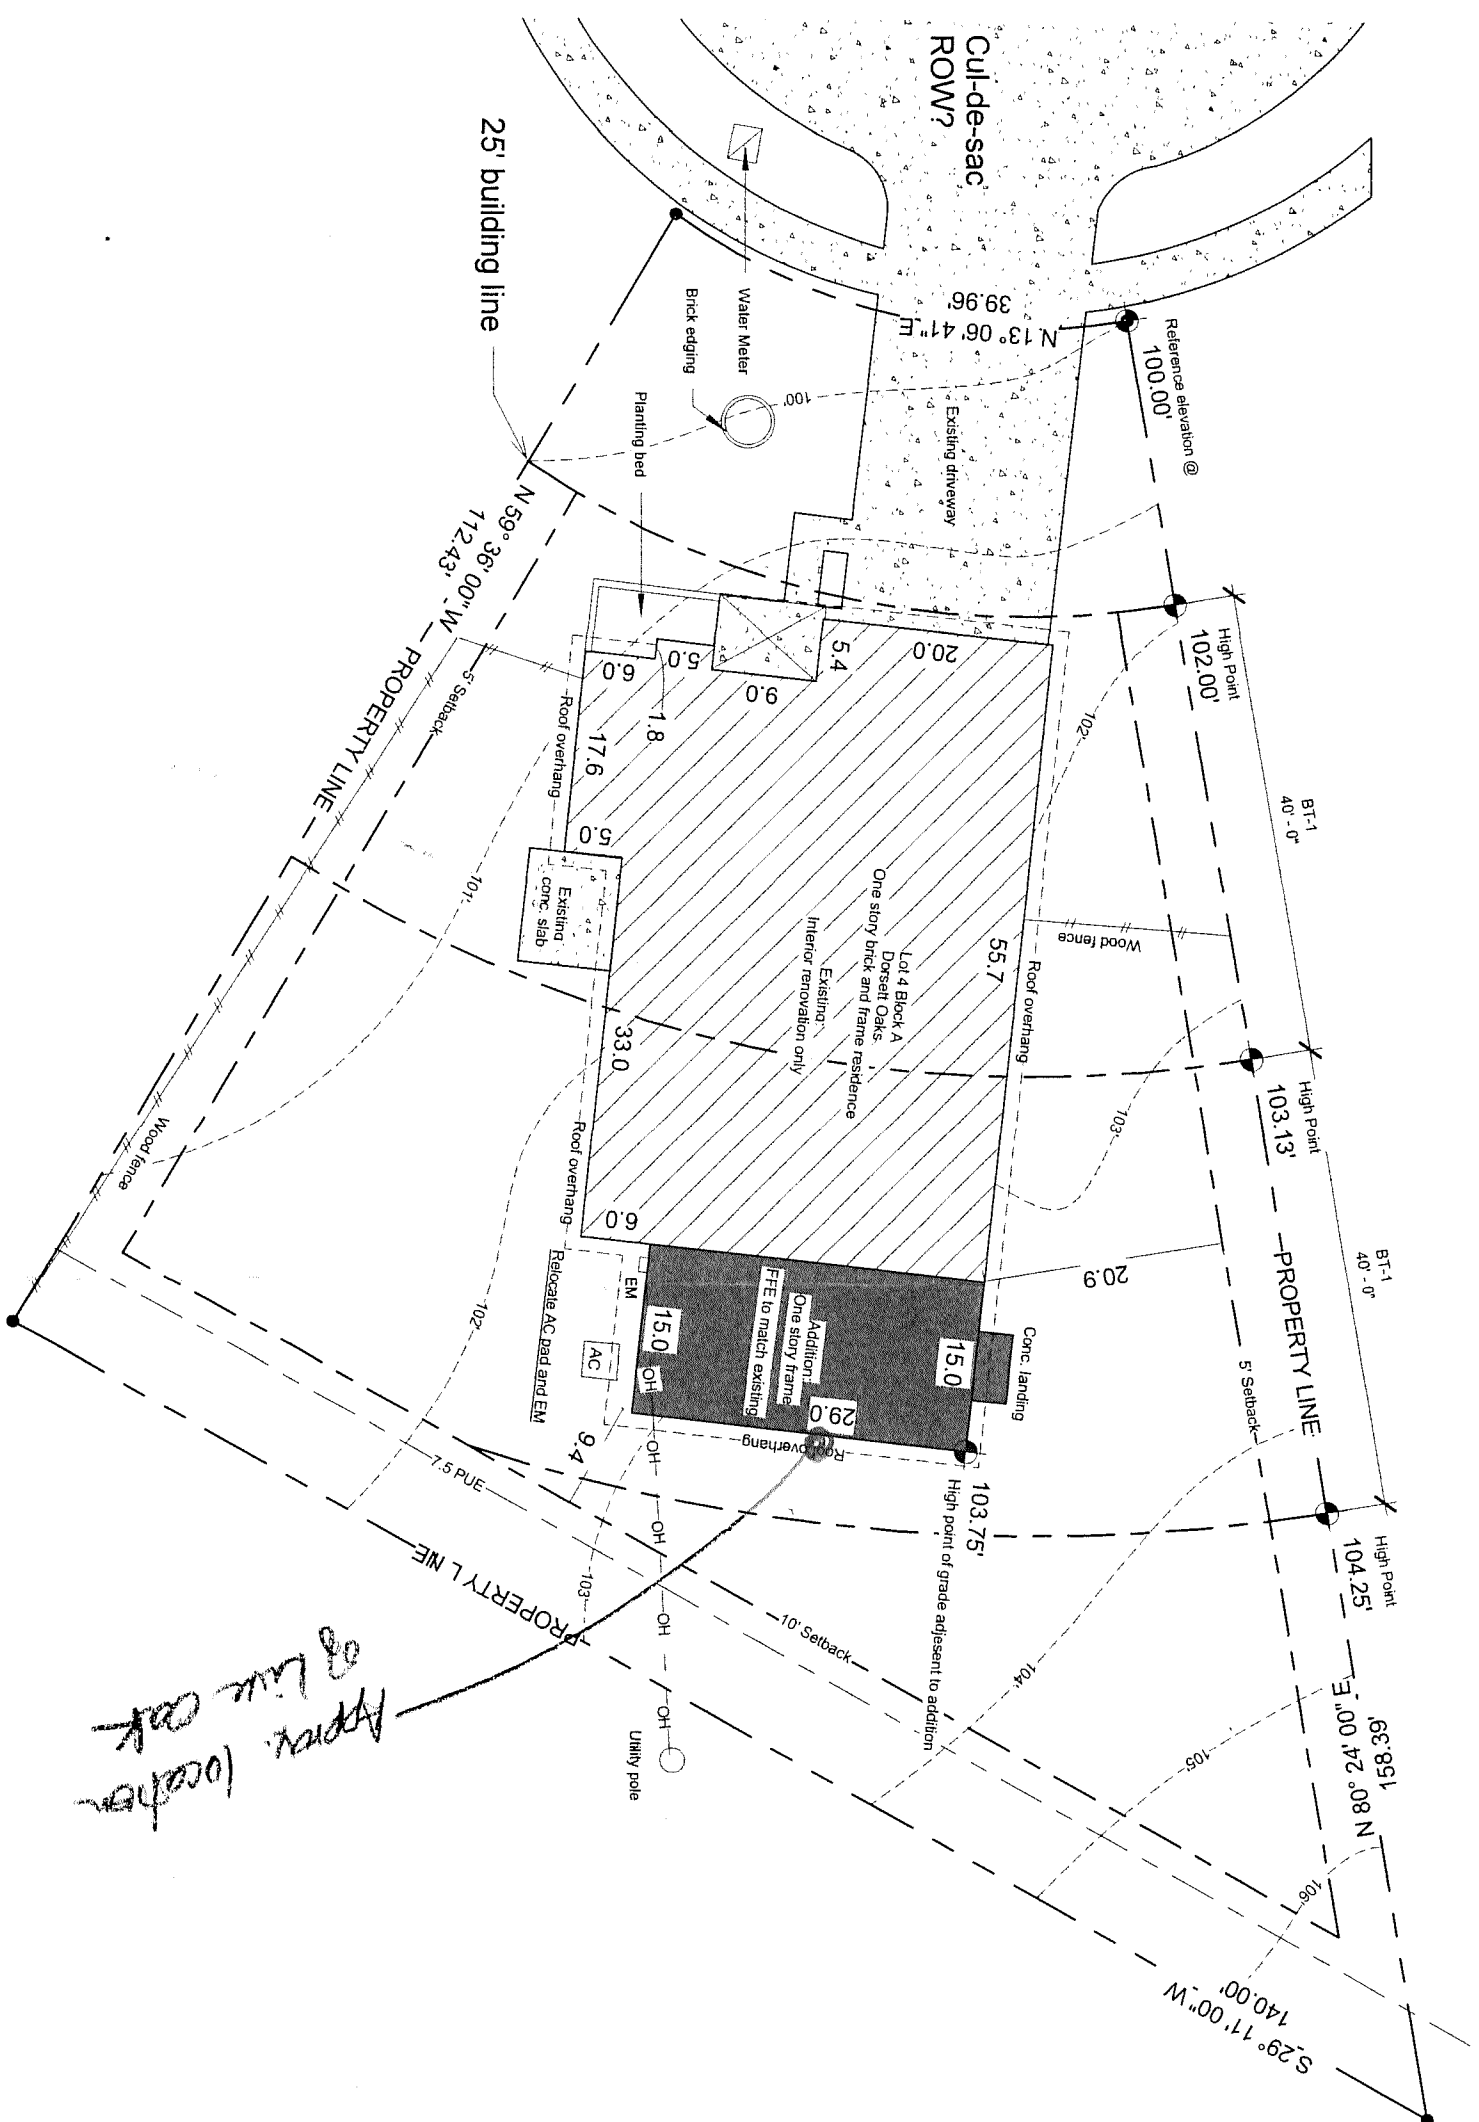 Cul-de-sac
ROW?
25' building line
Water Meter
Brick edging
Planting bed
N 13° 06' 41" E
39.96'
Reference elevation @
100.00'
100'
Existing driveway
High Point
102.00'
BT-1
40' - 0"
High Point
103.13'
BT-1
40' - 0"
High Point
104.25'
N 80° 24' 00" E
158.39'
PROPERTY LINE
5' Setback
N 59° 36' 00" W
112.43'
PROPERTY LINE
5' Setback
20.0
5.4
9.0
5.0
6.0
1.8
17.6
5.0
Roof overhang
Existing
conc. slab
33.0
Roof overhang
6.0
55.7
Roof overhang
Wood fence
Lot 4 Block A
Dorsett Oaks
One story brick and frame residence
Existing:
Interior renovation only
102'
103'
101'
102'
Wood fence
20.9
Conc. landing
15.0
Addition:
One story frame
FFE to match existing
29.0
15.0
EM
AC
Relocate AC pad and EM
Roof overhang
9.4
OH
OH
OH
OH
OH
Utility pole
103.75'
High point of grade adjesent to addition
7.5 PUE
10' Setback
PROPERTY LINE
103'
104'
105'
106'
S 29° 11' 00" W
140.00'
Approx. location
of live oak